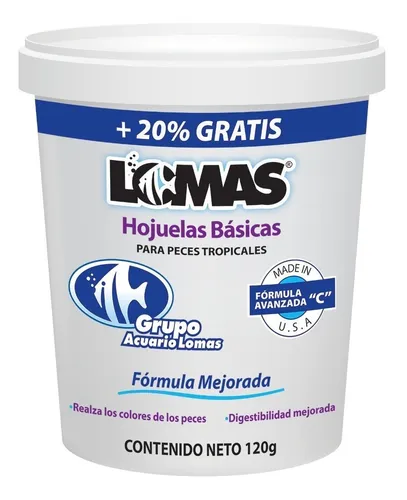 + 20% GRATIS
LOMAS®
Hojuelas Básicas
PARA PECES TROPICALES
MADE IN
FÓRMULA
AVANZADA "C"
U.S.A
Grupo
Acuario Lomas
Fórmula Mejorada
•Realza los colores de los peces
•Digestibilidad mejorada
CONTENIDO NETO 120g